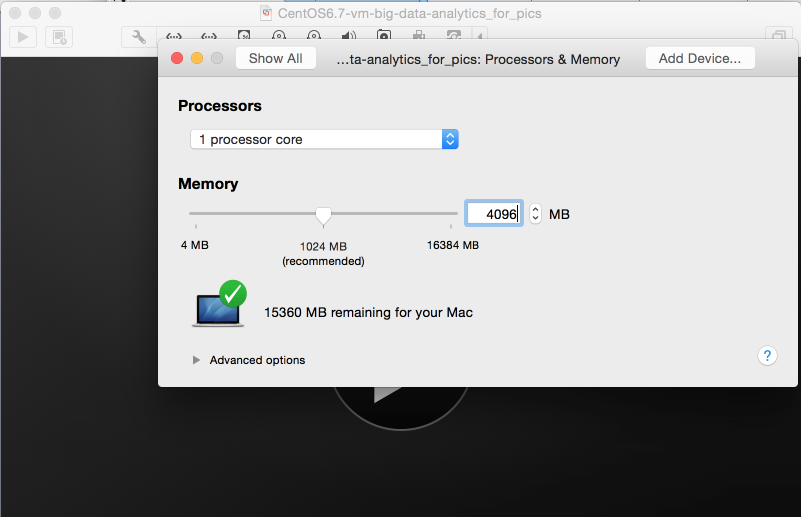 CentOS6.7-vm-big-data-analytics_for_pics
Show All
...ta-analytics_for_pics: Processors & Memory
Add Device...
Processors
1 processor core
Memory
4096 MB
4 MB
1024 MB
16384 MB
(recommended)
15360 MB remaining for your Mac
Advanced options
?